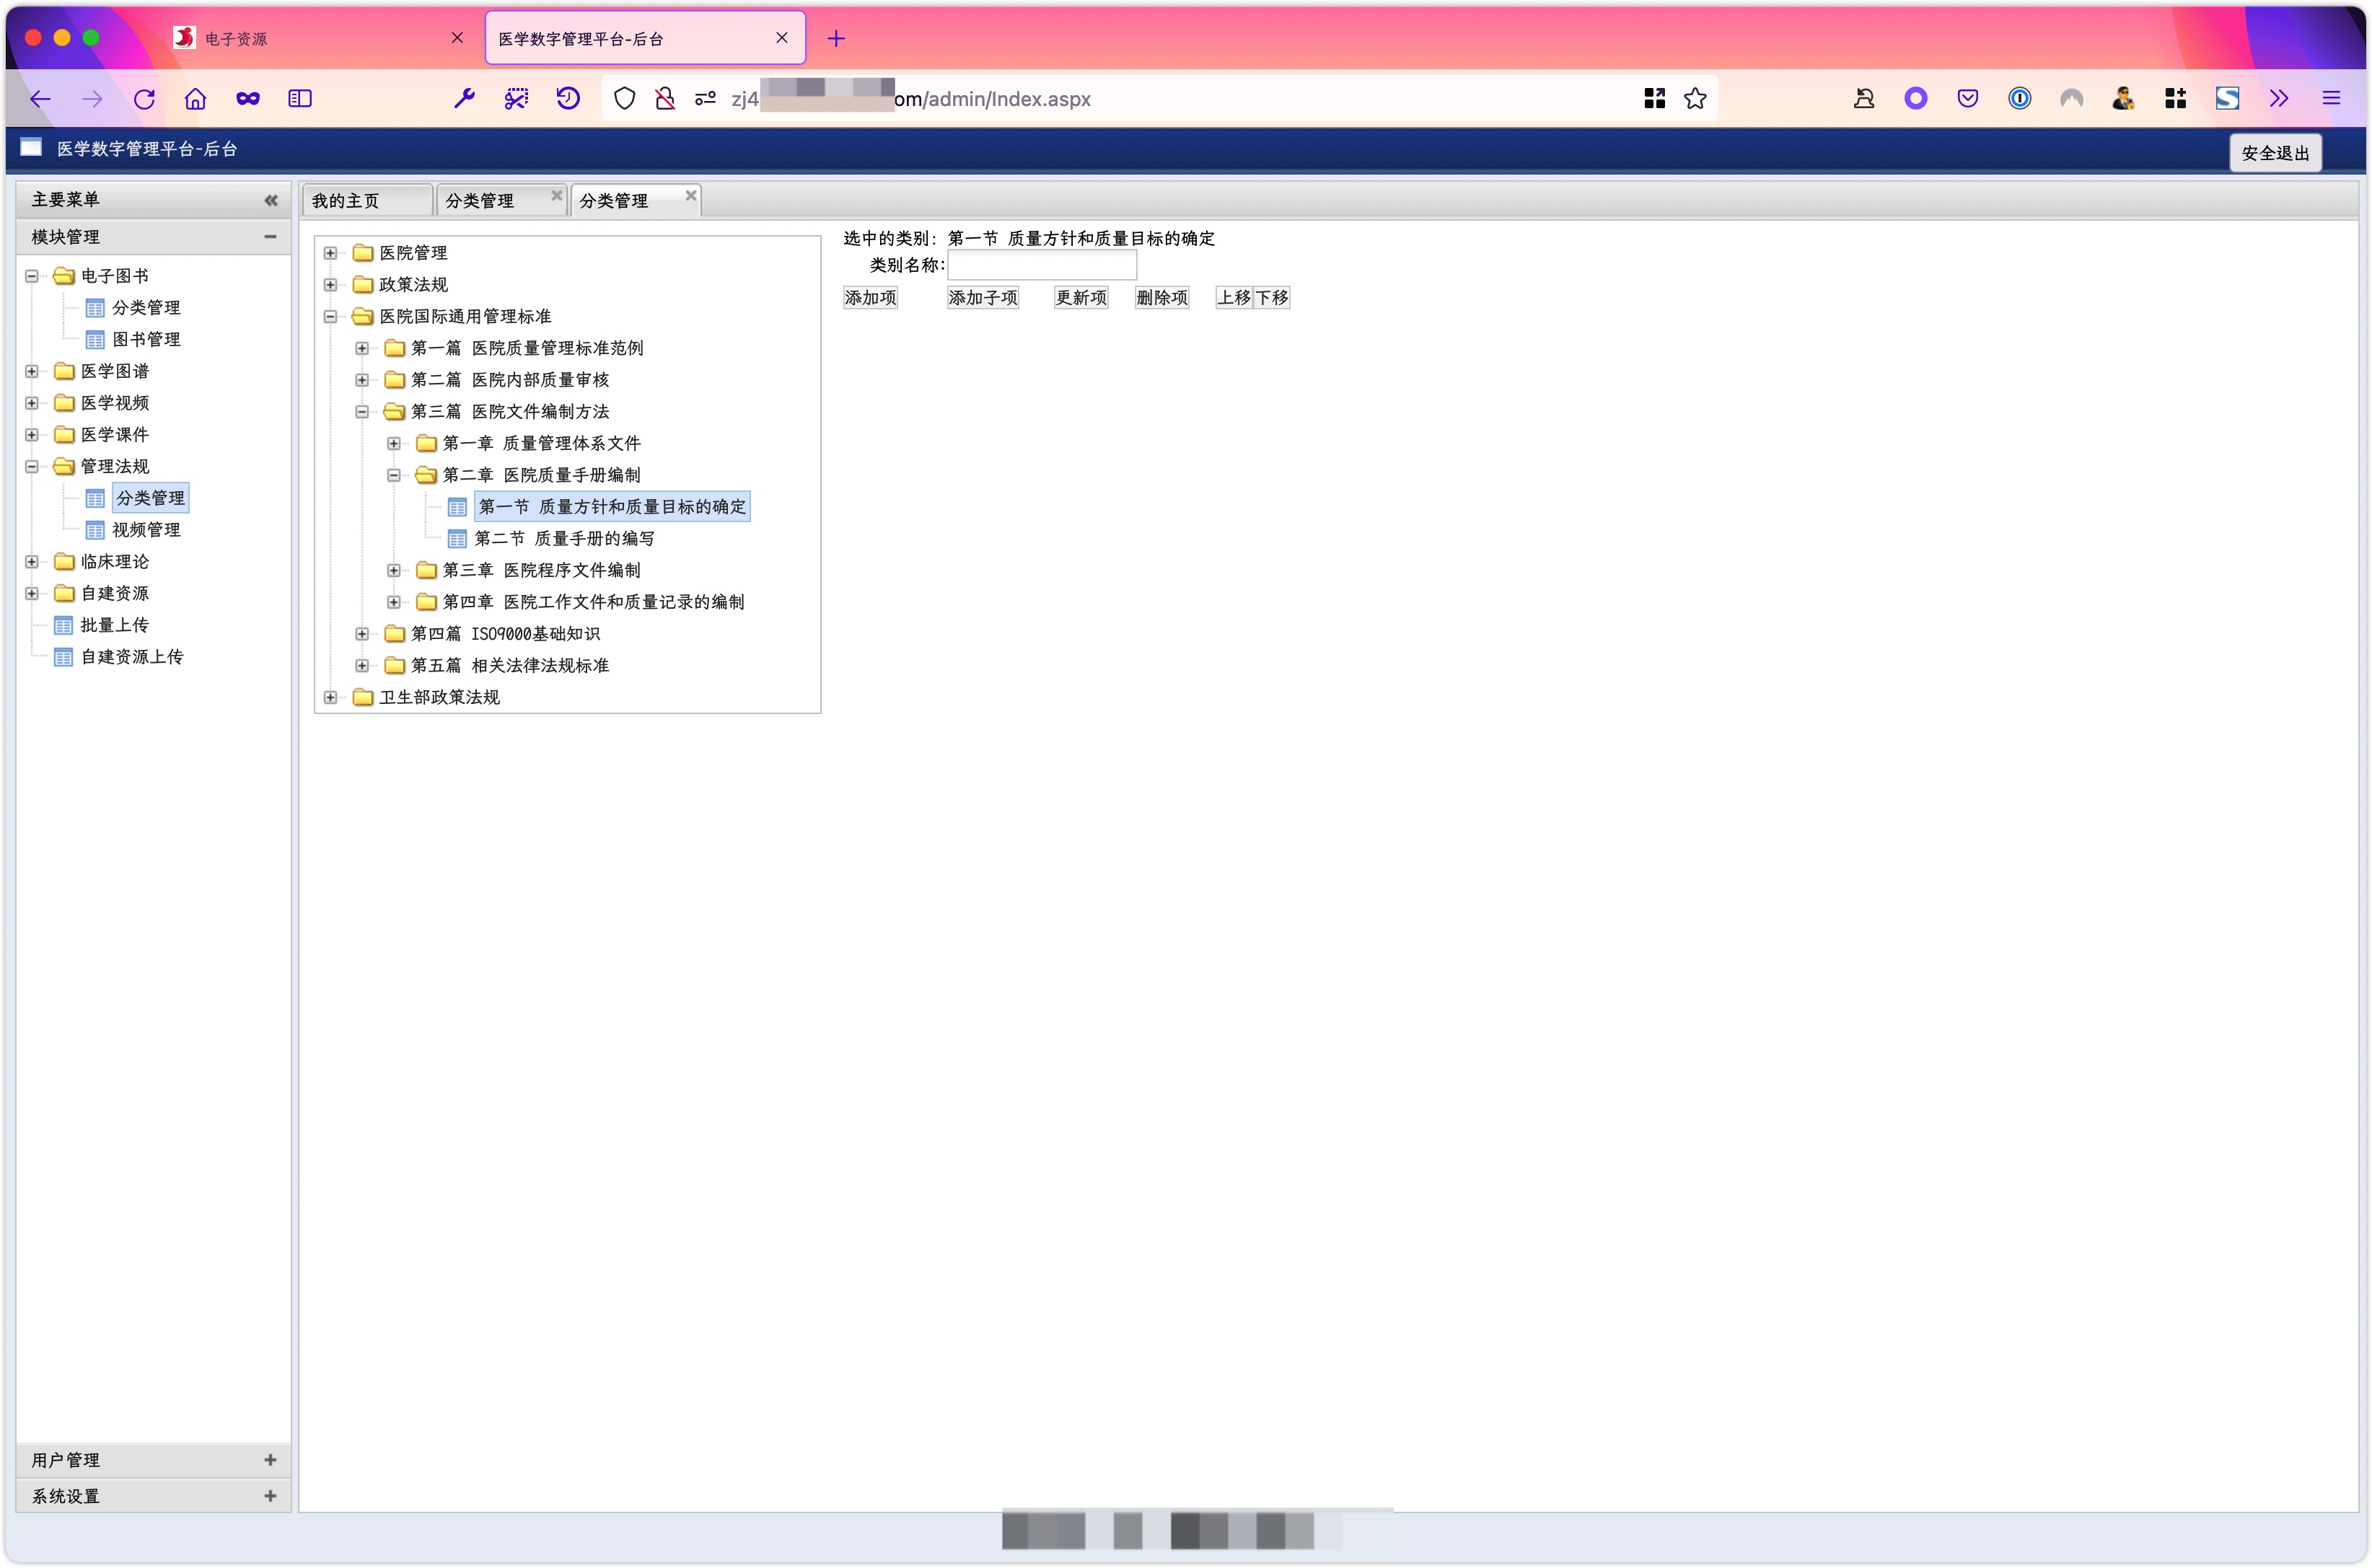 电子资源
医学数字管理平台-后台
zj4
om/admin/Index.aspx
医学数字管理平台-后台
安全退出
主要菜单
模块管理
电子图书
分类管理
图书管理
医学图谱
医学视频
医学课件
管理法规
分类管理
视频管理
临床理论
自建资源
批量上传
自建资源上传
用户管理
系统设置
我的主页
分类管理
分类管理
医院管理
政策法规
医院国际通用管理标准
第一篇 医院质量管理标准范例
第二篇 医院内部质量审核
第三篇 医院文件编制方法
第一章 质量管理体系文件
第二章 医院质量手册编制
第一节 质量方针和质量目标的确定
第二节 质量手册的编写
第三章 医院程序文件编制
第四章 医院工作文件和质量记录的编制
第四篇 ISO9000基础知识
第五篇 相关法律法规标准
卫生部政策法规
选中的类别: 第一节 质量方针和质量目标的确定
类别名称:
添加项 添加子项 更新项 删除项 上移 下移